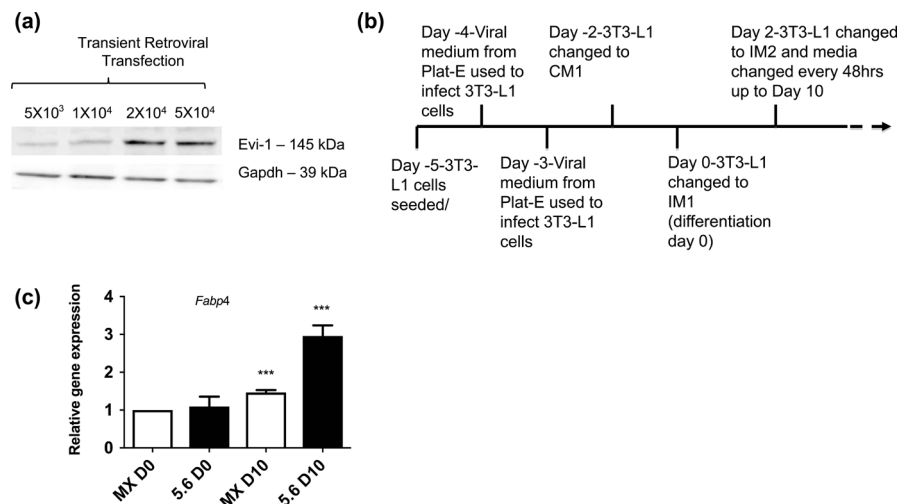 (a)
Transient Retroviral
Transfection
5X10³ 1X10⁴ 2X10⁴ 5X10⁴
Evi-1 – 145 kDa
Gapdh – 39 kDa
(b)
Day -4-Viral
medium from
Plat-E used to
infect 3T3-L1
cells
Day -2-3T3-L1
changed to
CM1
Day 2-3T3-L1 changed
to IM2 and media
changed every 48hrs
up to Day 10
Day -5-3T3-
L1 cells
seeded/
Day -3-Viral
medium from
Plat-E used to
infect 3T3-L1
cells
Day 0-3T3-L1
changed to
IM1
(differentiation
day 0)
(c)
Relative gene expression
Fabp4
4
3
2
1
0
***
***
MX D0
5.6 D0
MX D10
5.6 D10